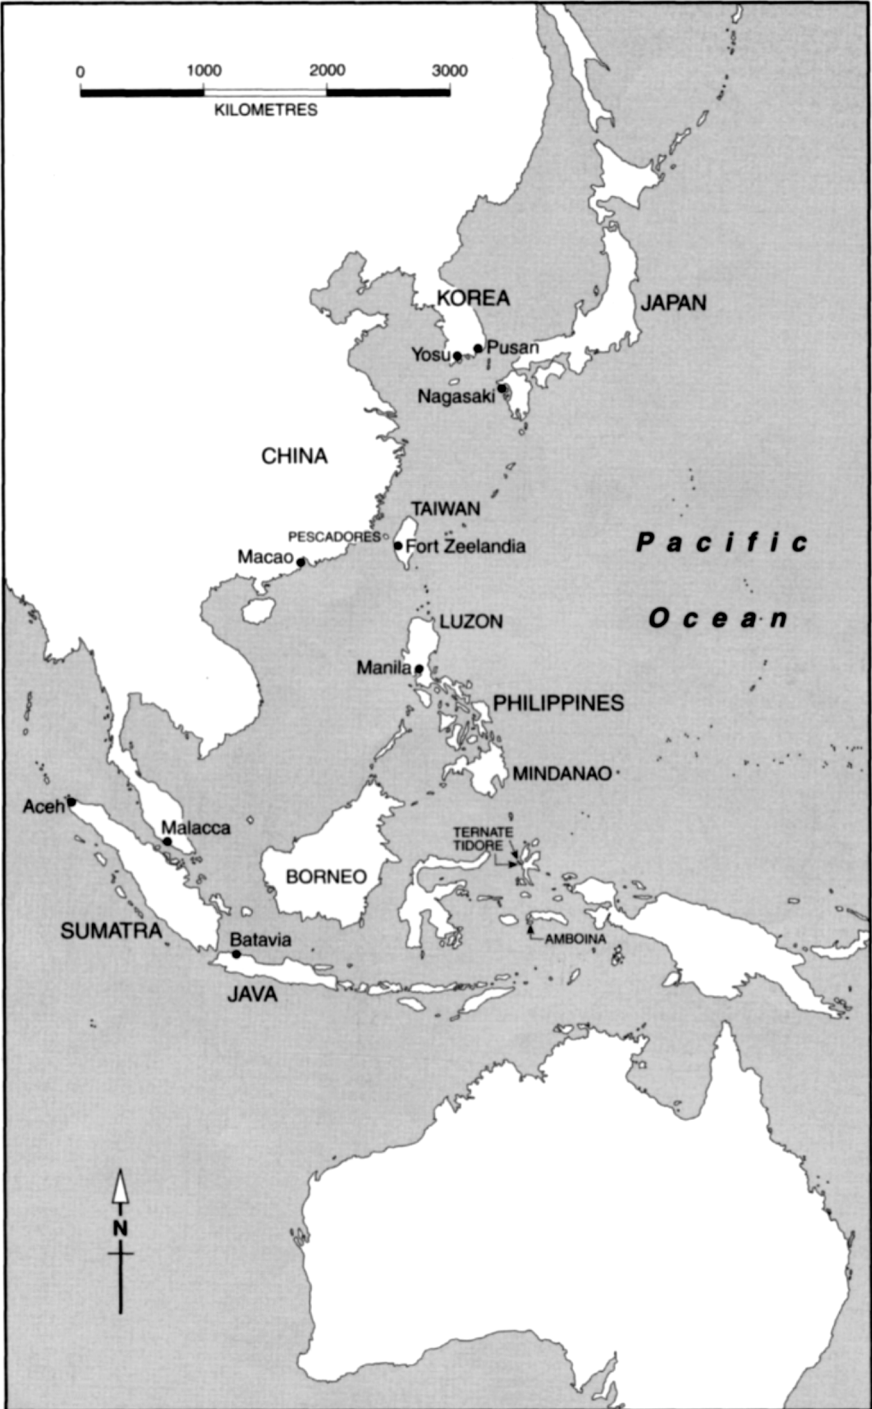 0 1000 2000 3000
KILOMETRES
KOREA
JAPAN
Yosu
Pusan
Nagasaki
CHINA
TAIWAN
PESCADORES
Fort Zeelandia
Macao
Pacific
Ocean
LUZON
Manila
PHILIPPINES
MINDANAO
Aceh
Malacca
TERNATE
TIDORE
BORNEO
SUMATRA
Batavia
AMBOINA
JAVA
N